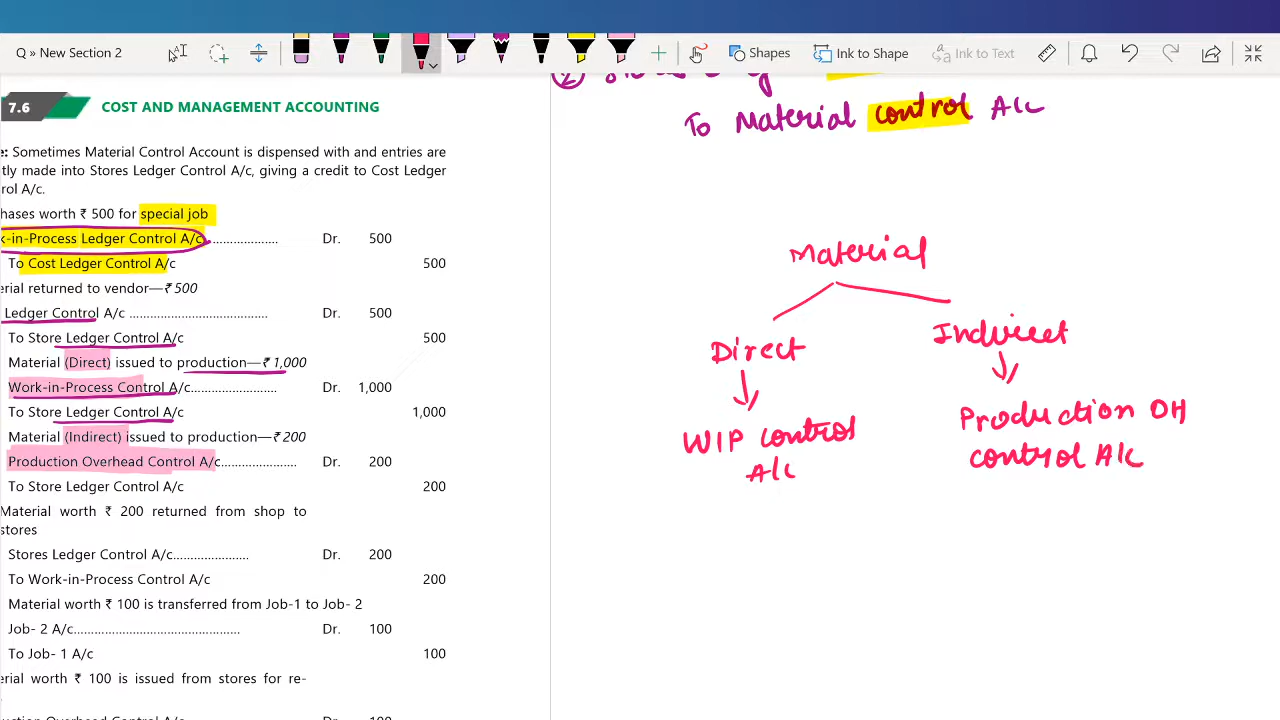 Q » New Section 2
Shapes
Ink to Shape
Ink to Text
7.6 COST AND MANAGEMENT ACCOUNTING
e: Sometimes Material Control Account is dispensed with and entries are
tly made into Stores Ledger Control A/c, giving a credit to Cost Ledger
rol A/c.
hases worth ₹ 500 for special job
k-in-Process Ledger Control A/c .................. Dr. 500
To Cost Ledger Control A/c 500
erial returned to vendor—₹ 500
Ledger Control A/c ...................................... Dr. 500
To Store Ledger Control A/c 500
Material (Direct) issued to production—₹ 1,000
Work-in-Process Control A/c........................ Dr. 1,000
To Store Ledger Control A/c 1,000
Material (Indirect) issued to production—₹ 200
Production Overhead Control A/c..................... Dr. 200
To Store Ledger Control A/c 200
Material worth ₹ 200 returned from shop to
stores
Stores Ledger Control A/c..................... Dr. 200
To Work-in-Process Control A/c 200
Material worth ₹ 100 is transferred from Job-1 to Job- 2
Job- 2 A/c.............................................. Dr. 100
To Job- 1 A/c 100
erial worth ₹ 100 is issued from stores for re-
To Material control A/c
Material
Direct
Indirect
WIP control
A/c
Production OH
control A/c